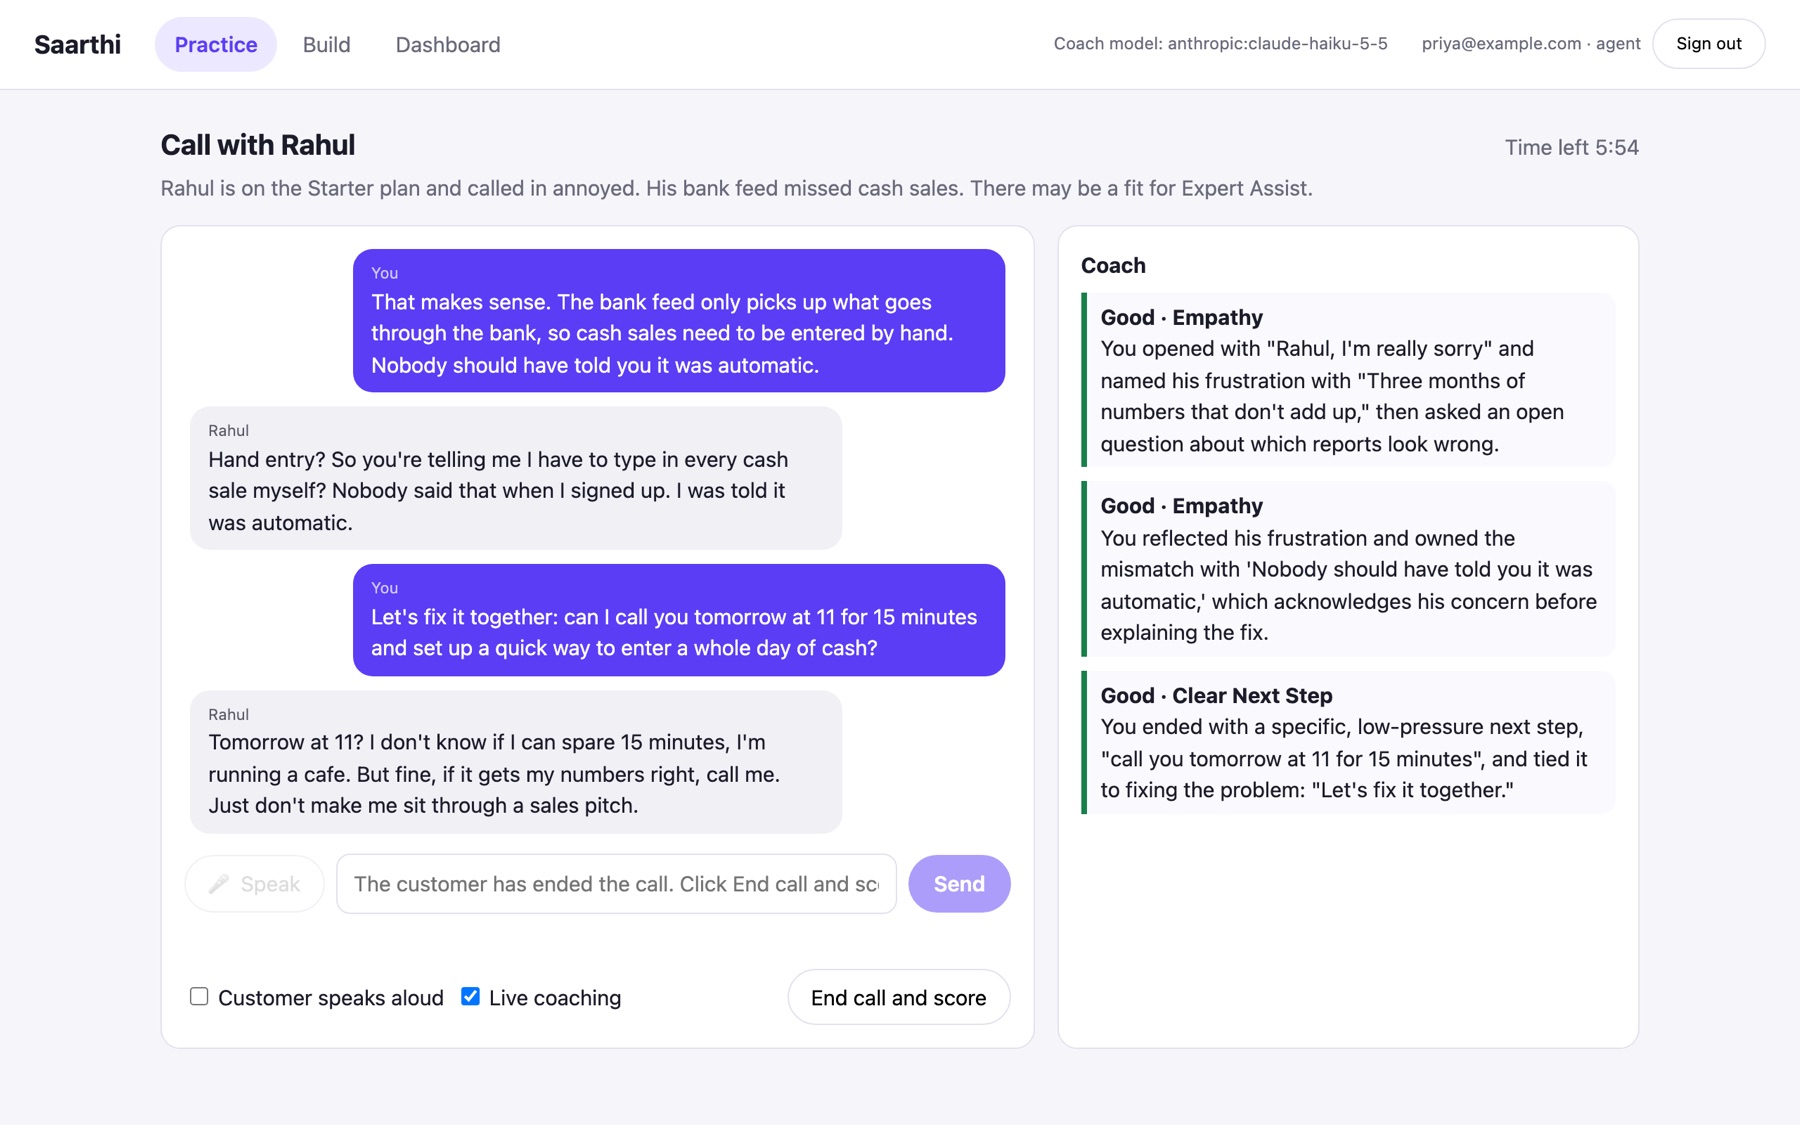 Saarthi
Practice
Build
Dashboard
Coach model: anthropic:claude-haiku-5-5
priya@example.com · agent
Sign out
Call with Rahul
Time left 5:54
Rahul is on the Starter plan and called in annoyed. His bank feed missed cash sales. There may be a fit for Expert Assist.
You
That makes sense. The bank feed only picks up what goes
through the bank, so cash sales need to be entered by hand.
Nobody should have told you it was automatic.
Rahul
Hand entry? So you're telling me I have to type in every cash
sale myself? Nobody said that when I signed up. I was told it
was automatic.
You
Let's fix it together: can I call you tomorrow at 11 for 15 minutes
and set up a quick way to enter a whole day of cash?
Rahul
Tomorrow at 11? I don't know if I can spare 15 minutes, I'm
running a cafe. But fine, if it gets my numbers right, call me.
Just don't make me sit through a sales pitch.
Speak
The customer has ended the call. Click End call and sc
Send
Customer speaks aloud
Live coaching
End call and score
Coach
Good · Empathy
You opened with "Rahul, I'm really sorry" and
named his frustration with "Three months of
numbers that don't add up," then asked an open
question about which reports look wrong.
Good · Empathy
You reflected his frustration and owned the
mismatch with 'Nobody should have told you it was
automatic,' which acknowledges his concern before
explaining the fix.
Good · Clear Next Step
You ended with a specific, low-pressure next step,
"call you tomorrow at 11 for 15 minutes", and tied it
to fixing the problem: "Let's fix it together."